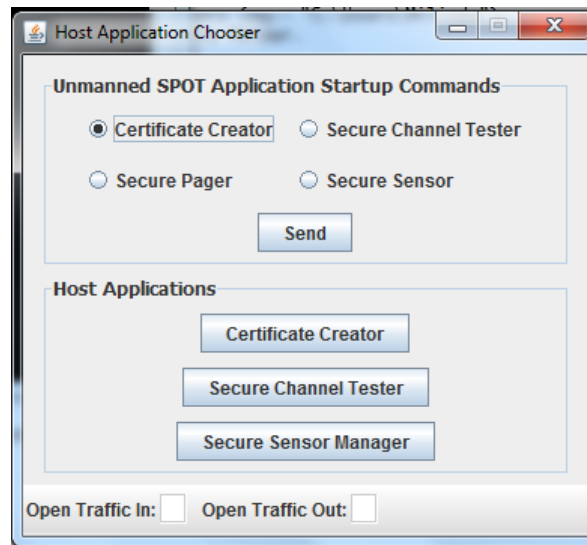 Host Application Chooser
Unmanned SPOT Application Startup Commands
Certificate Creator Secure Channel Tester
Secure Pager Secure Sensor
Send
Host Applications
Certificate Creator
Secure Channel Tester
Secure Sensor Manager
Open Traffic In: Open Traffic Out: